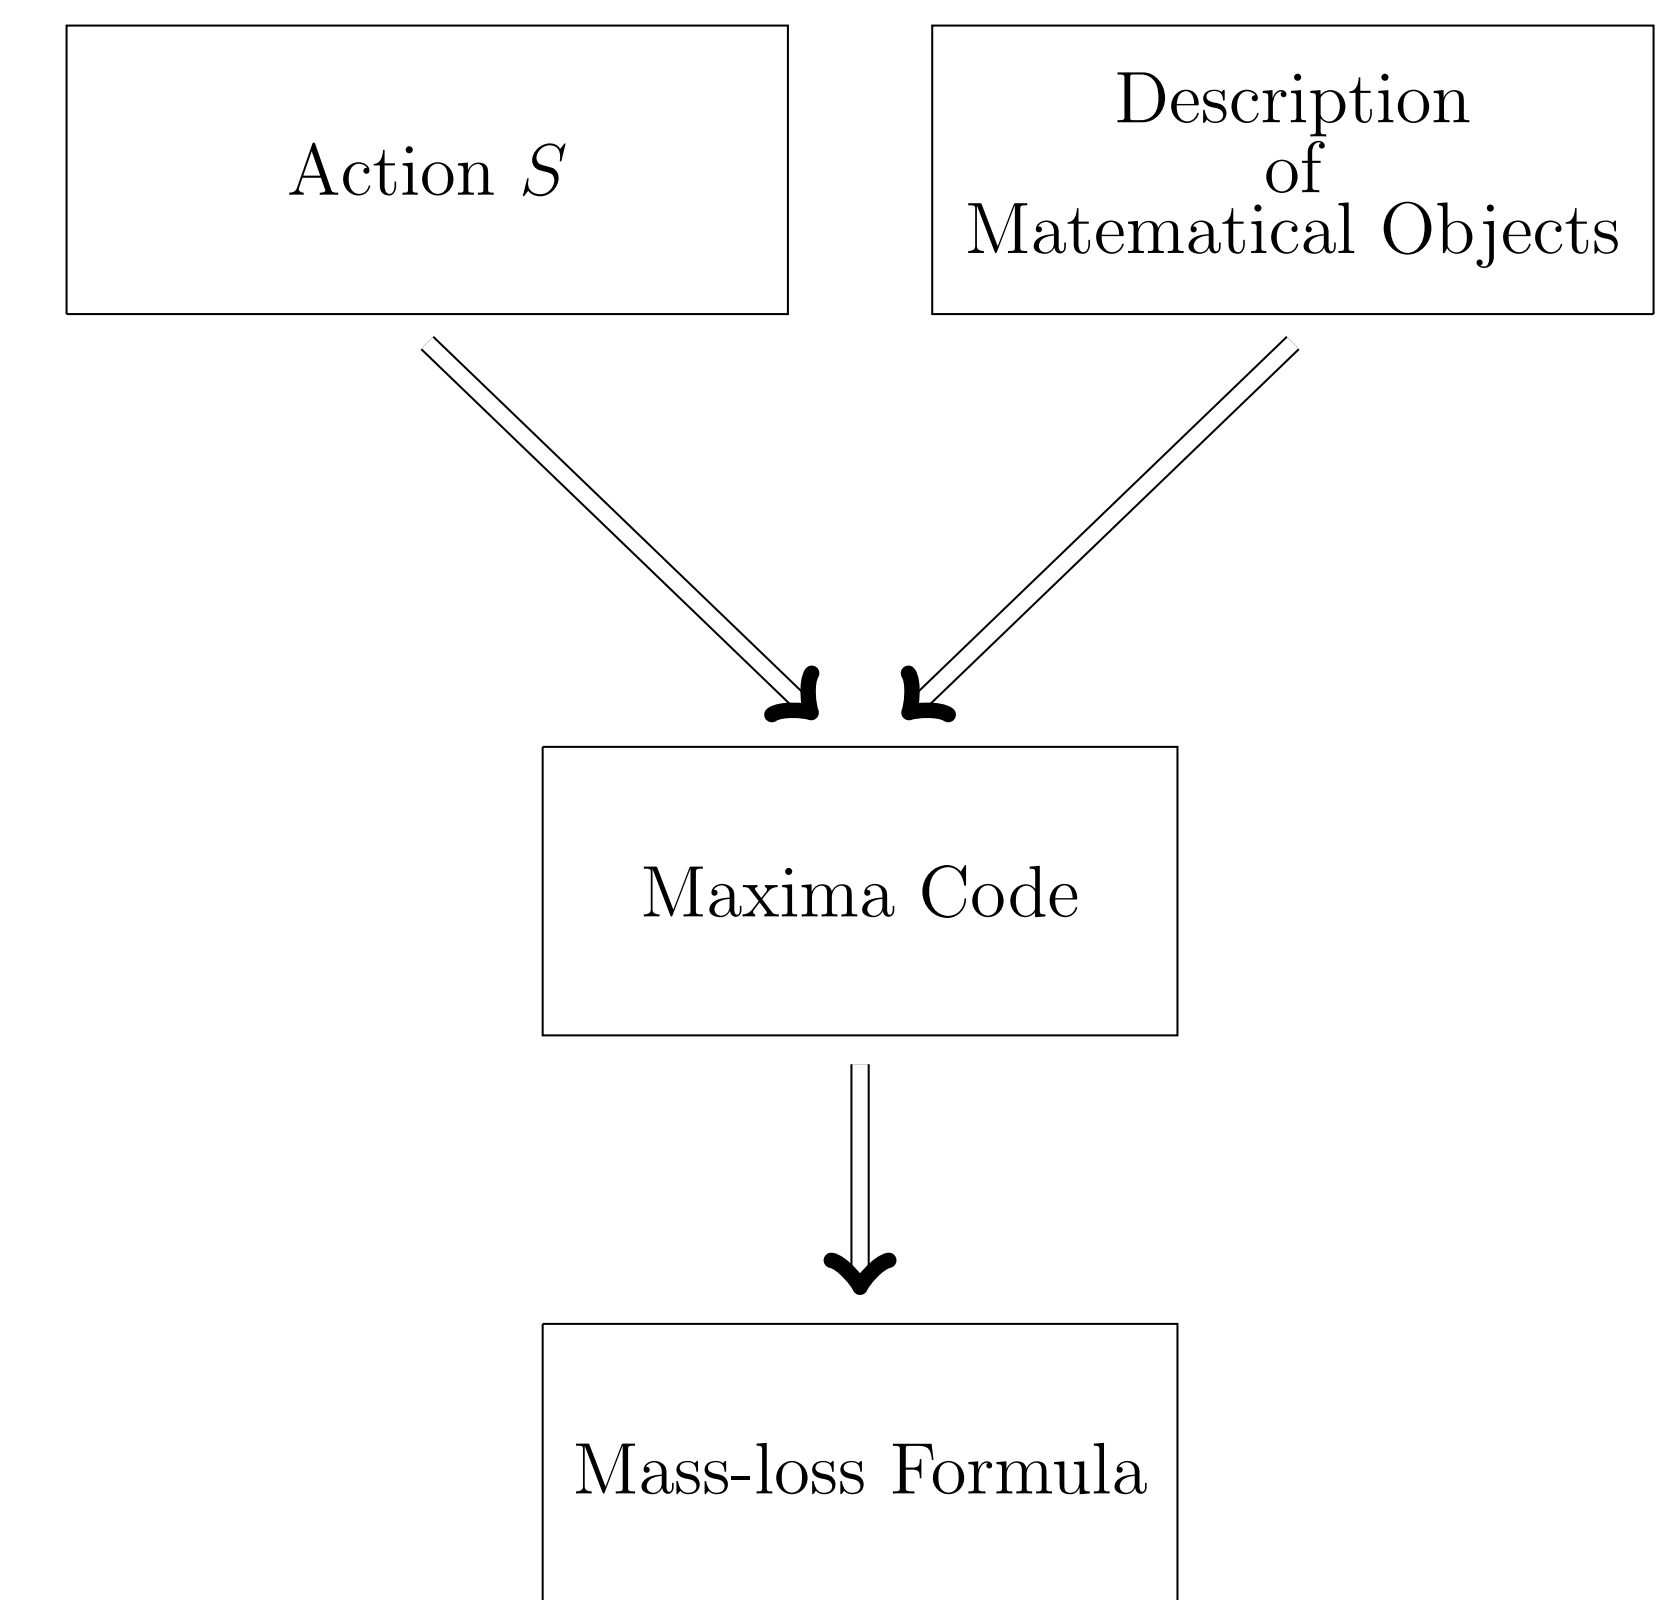 Action S
Description
of
Matematical Objects
Maxima Code
Mass-loss Formula